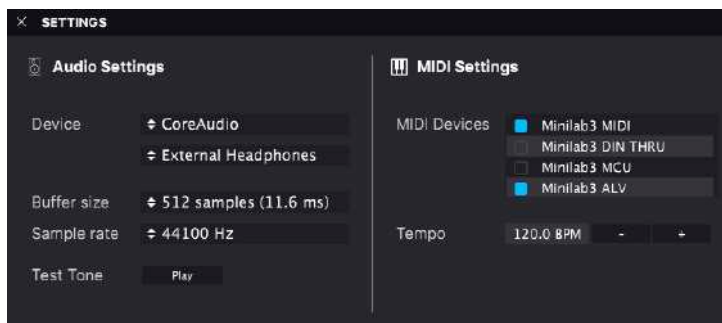 × SETTINGS
Audio Settings
Device
CoreAudio
External Headphones
Buffer size
512 samples (11.6 ms)
Sample rate
44100 Hz
Test Tone
Play
MIDI Settings
MIDI Devices
Minilab3 MIDI
Minilab3 DIN THRU
Minilab3 MCU
Minilab3 ALV
Tempo
120.0 BPM
-
+